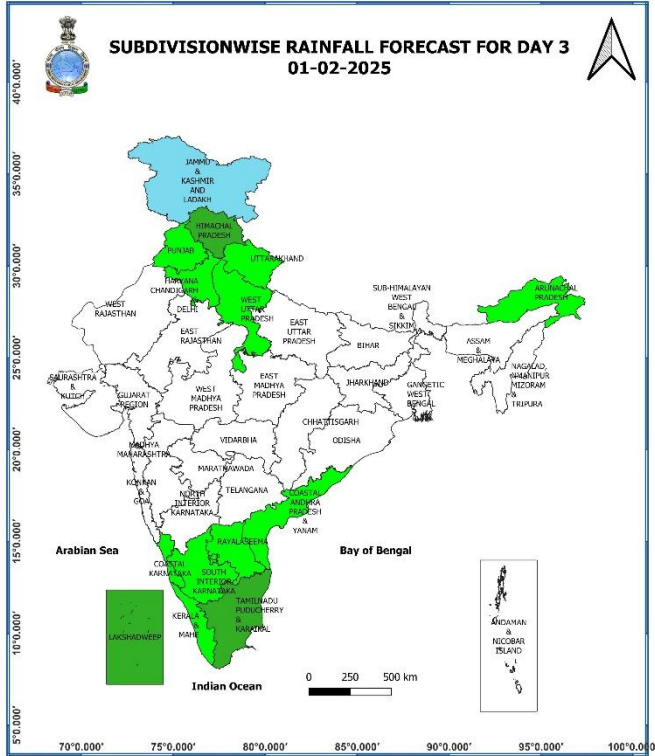 SUBDIVISIONWISE RAINFALL FORECAST FOR DAY 3
01-02-2025
40°0.000'
35°0.000'
30°0.000'
25°0.000'
20°0.000'
15°0.000'
10°0.000'
5°0.000'
JAMMU
&
KASHMIR
AND
LADAKH
HIMACHAL
PRADESH
PUNJAB
UTTARAKHAND
HARYANA
CHANDIGARH
&
DELHI
WEST
UTTAR
PRADESH
WEST
RAJASTHAN
EAST
RAJASTHAN
EAST
UTTAR
PRADESH
SUB-HIMALAYAN
WEST
BENGAL
&
SIKKIM
ARUNACHAL
PRADESH
BIHAR
ASSAM
&
MEGHALAYA
NAGALAD
MANIPUR
MIZORAM
&
TRIPURA
SAURASHTRA
&
KUTCH
GUJARAT
REGION
WEST
MADHYA
PRADESH
EAST
MADHYA
PRADESH
JHARKHAND
GANGETIC
WEST
BENGAL
CHHATTISGARH
ODISHA
VIDARBHA
MADHYA
MAHARASHTRA
MARATHWADA
KONKAN
&
GOA
NORTH
INTERIOR
KARNATAKA
TELANGANA
COASTAL
ANDHRA
PRADESH
&
YANAM
RAYALASEEMA
Arabian Sea
Bay of Bengal
COASTAL
KARNATAKA
SOUTH
INTERIOR
KARNATAKA
TAMILNADU
PUDUCHERRY
&
KARAIKAL
KERALA
&
MAHE
LAKSHADWEEP
ANDAMAN
&
NICOBAR
ISLAND
Indian Ocean
0 250 500 km
70°0.000' 75°0.000' 80°0.000' 85°0.000' 90°0.000' 95°0.000' 100°0.000'